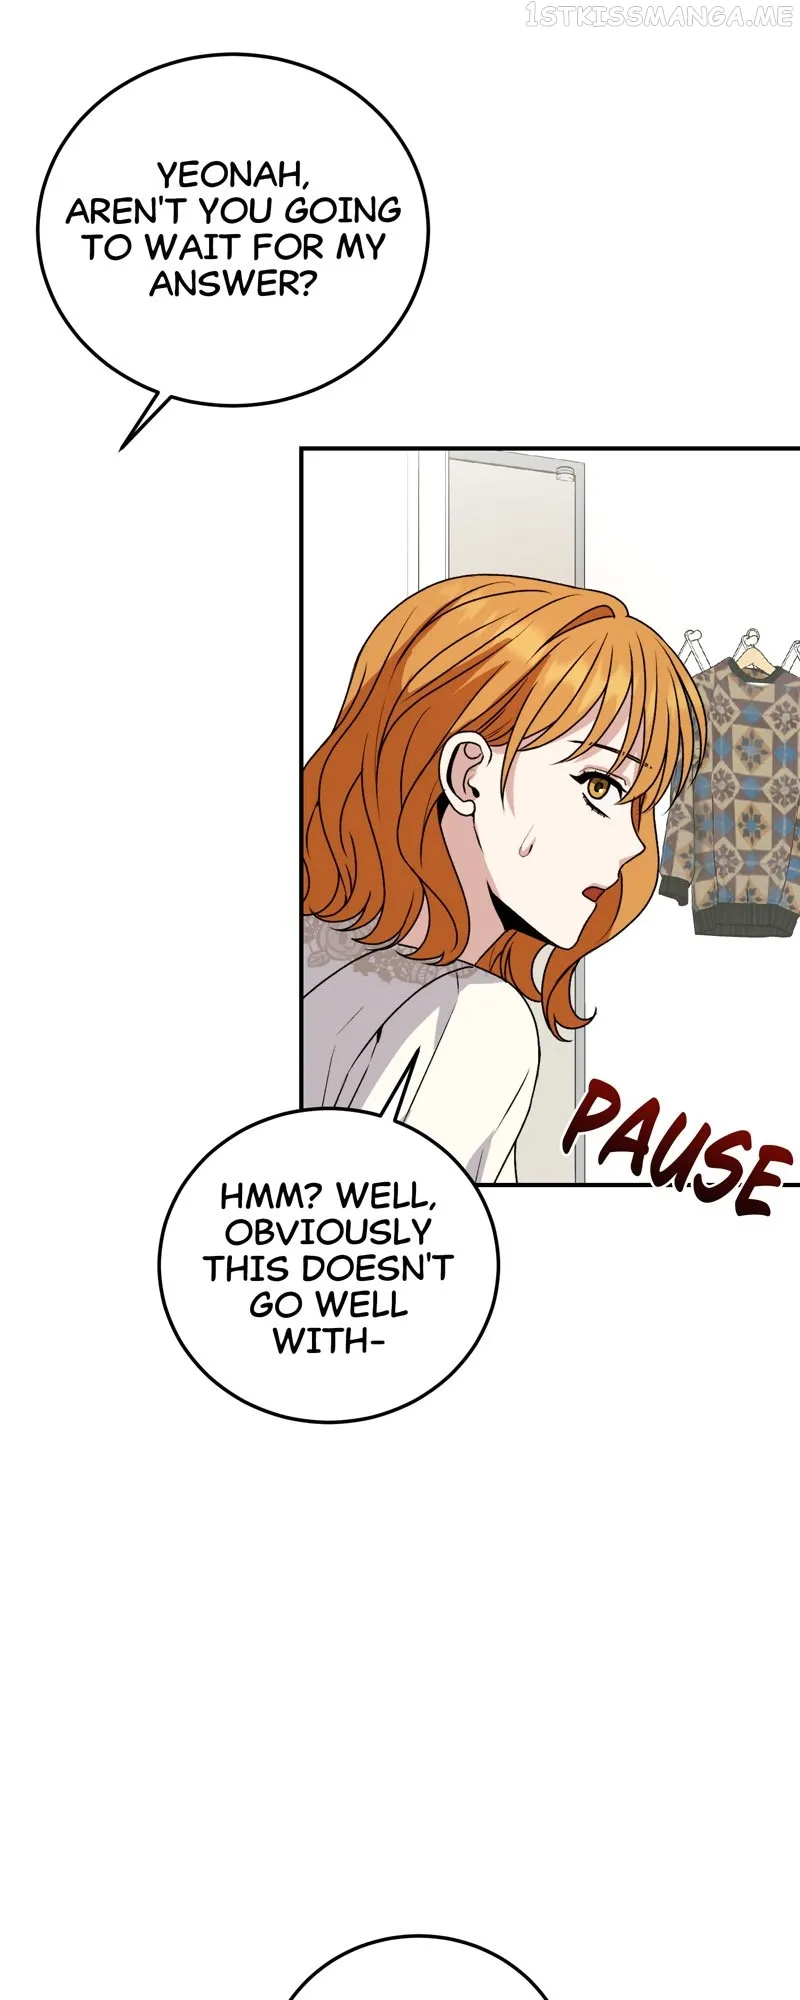 1STKISSMANGA.ME
YEONAH,
AREN'T YOU GOING
TO WAIT FOR MY
ANSWER?
PAUSE
HMM? WELL,
OBVIOUSLY
THIS DOESN'T
GO WELL
WITH-